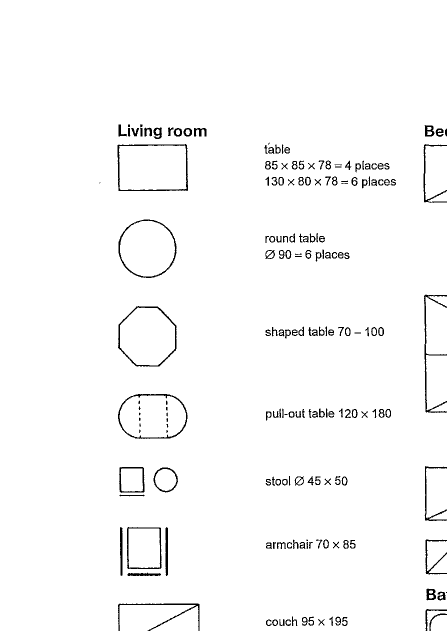 Living room
table
85 × 85 × 78 = 4 places
130 × 80 × 78 = 6 places
round table
Ø 90 = 6 places
shaped table 70 – 100
pull-out table 120 × 180
stool Ø 45 × 50
armchair 70 × 85
couch 95 × 195